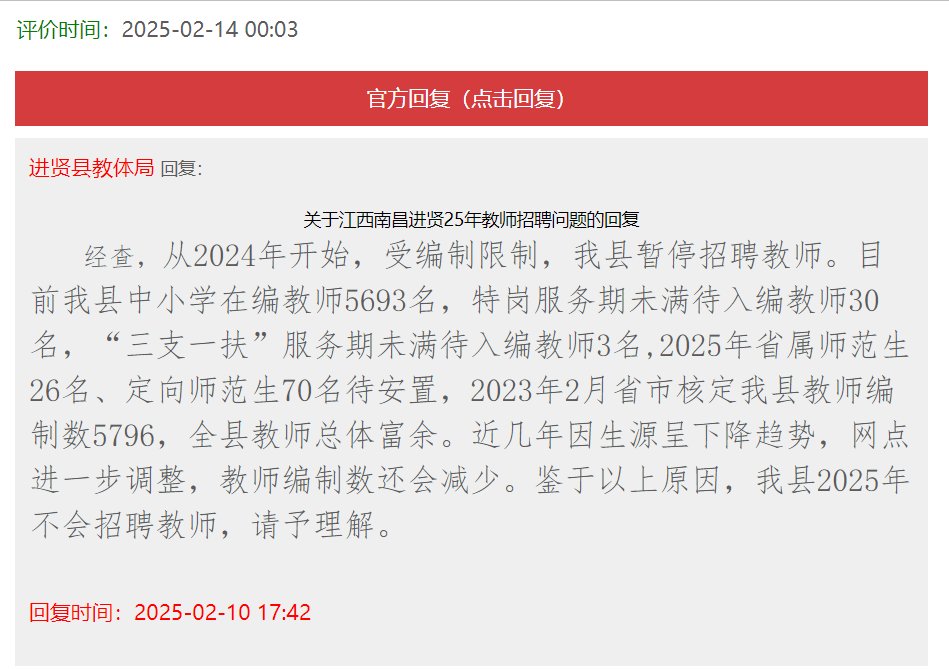 评价时间：2025-02-14 00:03
官方回复（点击回复）
进贤县教体局 回复：
关于江西南昌进贤25年教师招聘问题的回复
经查，从2024年开始，受编制限制，我县暂停招聘教师。目
前我县中小学在编教师5693名，特岗服务期未满待入编教师30
名，“三支一扶”服务期未满待入编教师3名,2025年省属师范生
26名、定向师范生70名待安置，2023年2月省市核定我县教师编
制数5796，全县教师总体富余。近几年因生源呈下降趋势，网点
进一步调整，教师编制数还会减少。鉴于以上原因，我县2025年
不会招聘教师，请予理解。
回复时间：2025-02-10 17:42